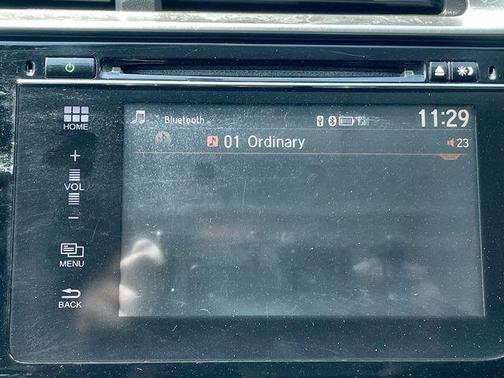 Bluetooth
11:29
01 Ordinary
23
HOME
+
VOL
−
MENU
BACK